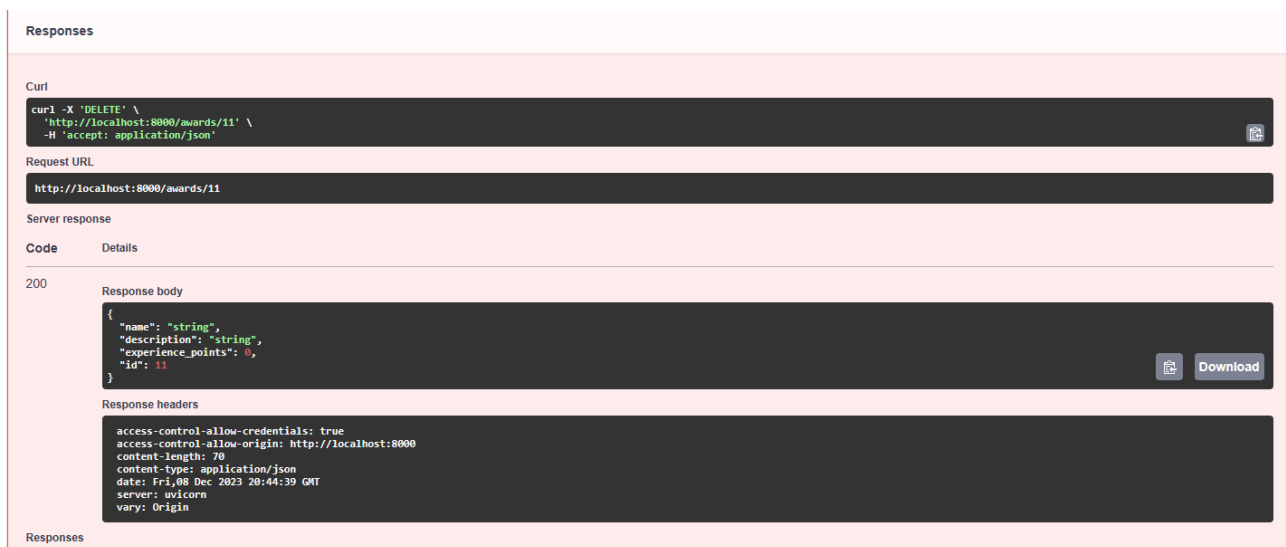 Responses
Curl
curl -X 'DELETE' \
  'http://localhost:8000/awards/11' \
  -H 'accept: application/json'
Request URL
http://localhost:8000/awards/11
Server response
Code Details
200
Response body
{
  "name": "string",
  "description": "string",
  "experience_points": 0,
  "id": 11
}
Download
Response headers
access-control-allow-credentials: true
access-control-allow-origin: http://localhost:8000
content-length: 70
content-type: application/json
date: Fri,08 Dec 2023 20:44:39 GMT
server: uvicorn
vary: Origin
Responses